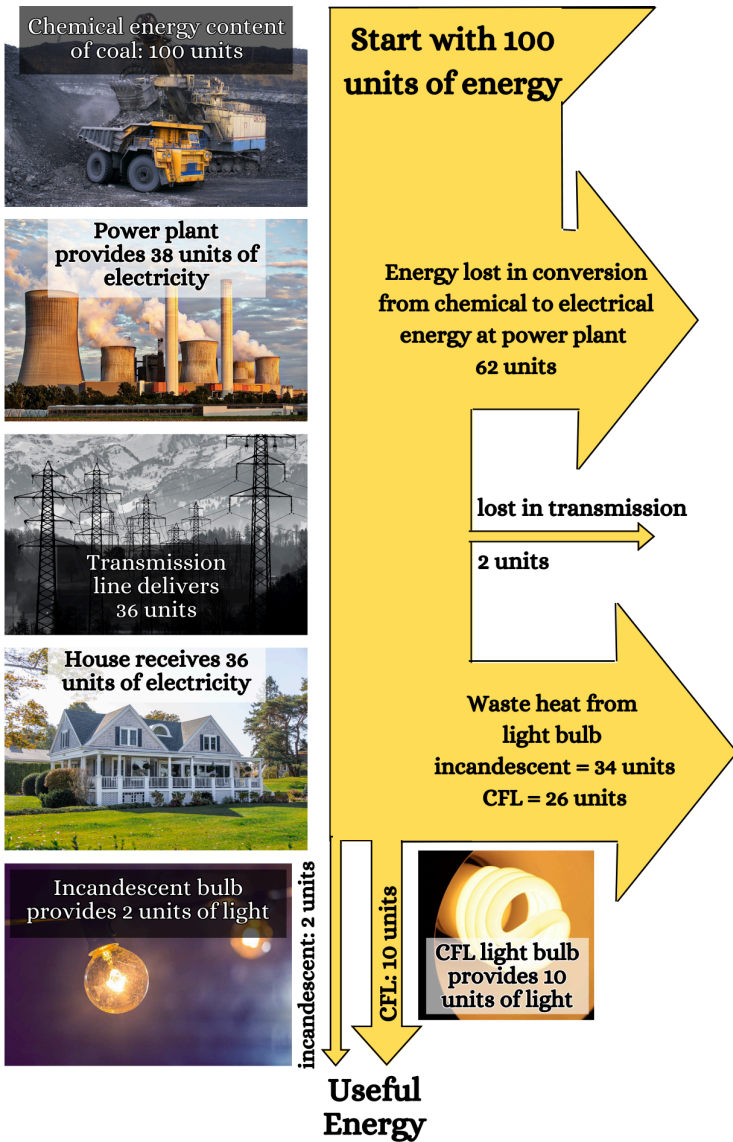 Chemical energy content
of coal: 100 units
Start with 100
units of energy
Power plant
provides 38 units of
electricity
Energy lost in conversion
from chemical to electrical
energy at power plant
62 units
lost in transmission
2 units
Transmission
line delivers
36 units
House receives 36
units of electricity
Waste heat from
light bulb
incandescent = 34 units
CFL = 26 units
Incandescent bulb
provides 2 units of light
incandescent: 2 units
CFL: 10 units
CFL light bulb
provides 10
units of light
Useful
Energy